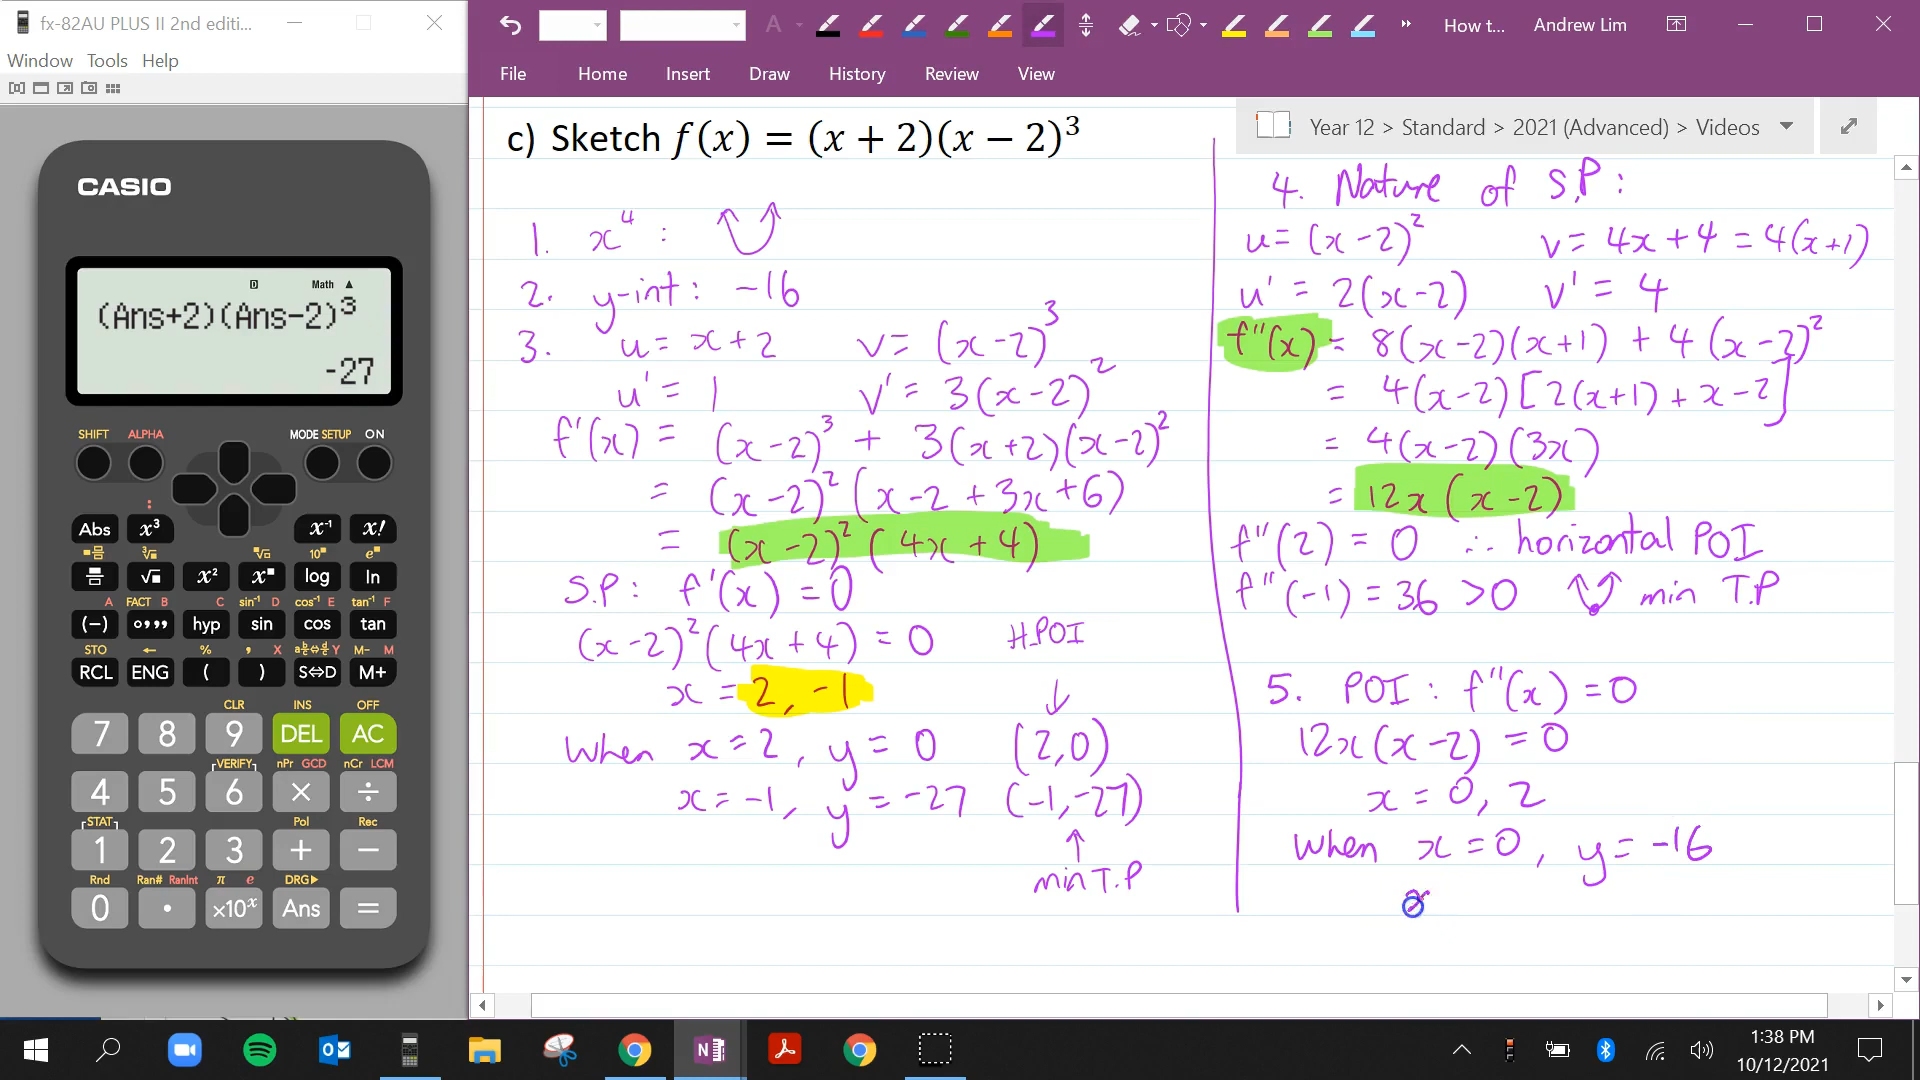 fx-82AU PLUS II 2nd editi...
Window Tools Help
CASIO
D Math ▲
(Ans+2)(Ans-2)³
-27
SHIFT ALPHA MODE SETUP ON
Abs x³ x⁻¹ x!
log ln
A FACT B C sin⁻¹ D cos⁻¹ E tan⁻¹ F
(−) hyp sin cos tan
STO ← % , X M- M
RCL ENG ( ) S⇔D M+
CLR INS OFF
7 8 9 DEL AC
VERIFY nPr GCD nCr LCM
4 5 6 × ÷
STAT Pol Rec
1 2 3 + −
Rnd Ran# RanInt π e DRG▶
0 • ×10ˣ Ans =
How t... Andrew Lim
File Home Insert Draw History Review View
Year 12 > Standard > 2021 (Advanced) > Videos
c) Sketch f(x) = (x + 2)(x − 2)³
1. x⁴ :
2. y-int : -16
3. u = x+2 v = (x-2)³
u' = 1 v' = 3(x-2)²
f'(x) = (x-2)³ + 3(x+2)(x-2)²
= (x-2)² (x-2 + 3x+6)
= (x-2)² (4x+4)
S.P : f'(x) = 0
(x-2)² (4x+4) = 0 H.POI
x = 2, -1
When x = 2, y = 0 (2,0)
x = -1, y = -27 (-1,-27)
min T.P
4. Nature of S.P :
u = (x-2)² v = 4x+4 = 4(x+1)
u' = 2(x-2) v' = 4
f''(x) = 8(x-2)(x+1) + 4(x-2)²
= 4(x-2)[2(x+1) + x-2]
= 4(x-2)(3x)
= 12x(x-2)
f''(2) = 0 ∴ horizontal POI
f''(-1) = 36 >0 min T.P
5. POI : f''(x) = 0
12x(x-2) = 0
x = 0, 2
When x = 0, y = -16
1:38 PM
10/12/2021